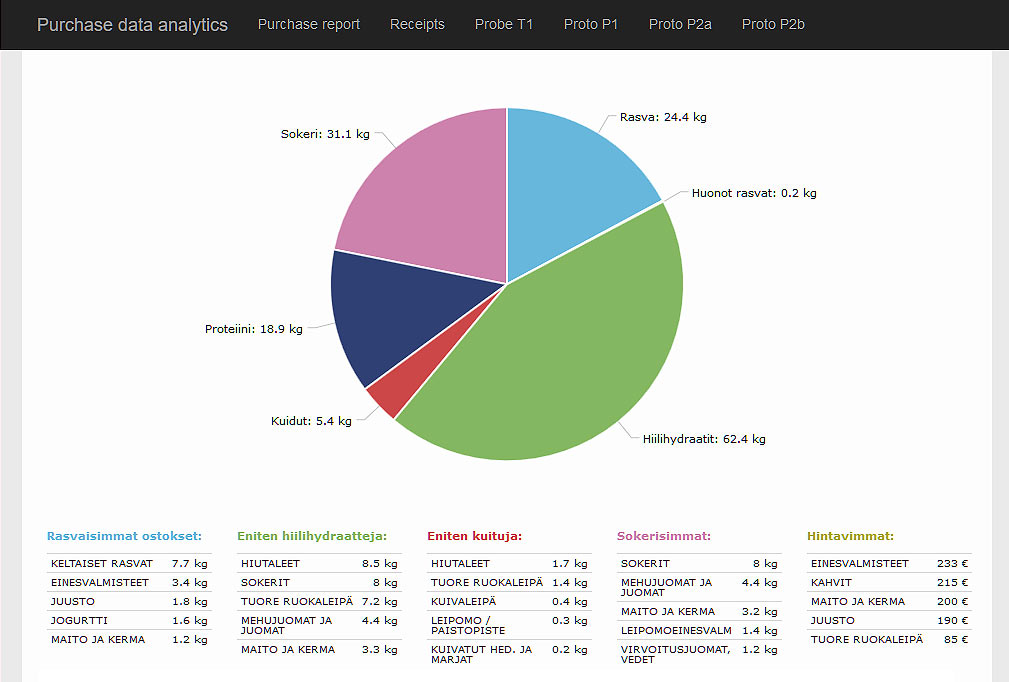 Purchase data analytics Purchase report Receipts Probe T1 Proto P1 Proto P2a Proto P2b
Rasva: 24.4 kg
Sokeri: 31.1 kg
Huonot rasvat: 0.2 kg
Proteiini: 18.9 kg
Kuidut: 5.4 kg
Hiilihydraatit: 62.4 kg
Rasvaisimmat ostokset:
KELTAISET RASVAT 7.7 kg
EINESVALMISTEET 3.4 kg
JUUSTO 1.8 kg
JOGURTTI 1.6 kg
MAITO JA KERMA 1.2 kg
Eniten hiilihydraatteja:
HIUTALEET 8.5 kg
SOKERIT 8 kg
TUORE RUOKALEIPÄ 7.2 kg
MEHUJUOMAT JA 4.4 kg
JUOMAT
MAITO JA KERMA 3.3 kg
Eniten kuituja:
HIUTALEET 1.7 kg
TUORE RUOKALEIPÄ 1.4 kg
KUIVALEIPÄ 0.4 kg
LEIPOMO / 0.3 kg
PAISTOPISTE
KUIVATUT HED. JA 0.2 kg
MARJAT
Sokerisimmat:
SOKERIT 8 kg
MEHUJUOMAT JA 4.4 kg
JUOMAT
MAITO JA KERMA 3.2 kg
LEIPOMOEINESVALM 1.4 kg
VIRVOITUSJUOMAT, 1.2 kg
VEDET
Hintavimmat:
EINESVALMISTEET 233 €
KAHVIT 215 €
MAITO JA KERMA 200 €
JUUSTO 190 €
TUORE RUOKALEIPÄ 85 €